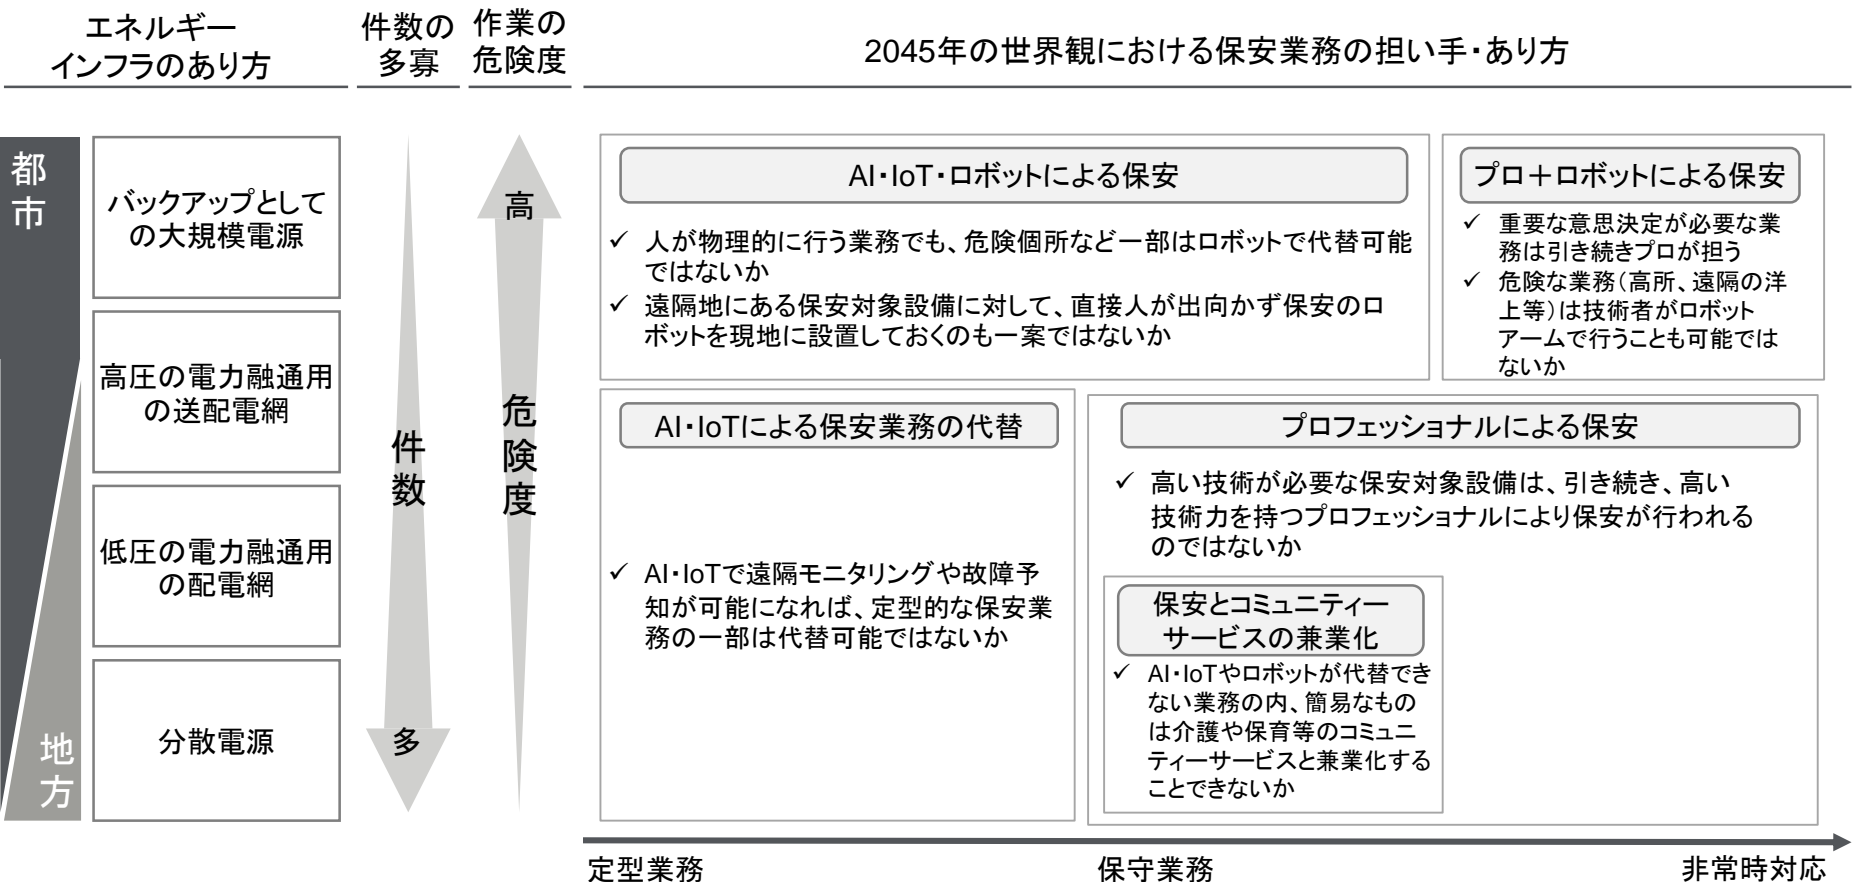 エネルギー
インフラのあり方
件数の
多寡
作業の
危険度
2045年の世界観における保安業務の担い手・あり方
都
市
地
方
バックアップとして
の大規模電源
高圧の電力融通用
の送配電網
低圧の電力融通用
の配電網
分散電源
件
数
多
高
危
険
度
AI・IoT・ロボットによる保安
✓ 人が物理的に行う業務でも、危険個所など一部はロボットで代替可能
ではないか
✓ 遠隔地にある保安対象設備に対して、直接人が出向かず保安のロ
ボットを現地に設置しておくのも一案ではないか
プロ＋ロボットによる保安
✓ 重要な意思決定が必要な業
務は引き続きプロが担う
✓ 危険な業務（高所、遠隔の洋
上等）は技術者がロボット
アームで行うことも可能では
ないか
AI・IoTによる保安業務の代替
✓ AI・IoTで遠隔モニタリングや故障予
知が可能になれば、定型的な保安業
務の一部は代替可能ではないか
プロフェッショナルによる保安
✓ 高い技術が必要な保安対象設備は、引き続き、高い
技術力を持つプロフェッショナルにより保安が行われる
のではないか
保安とコミュニティー
サービスの兼業化
✓ AI・IoTやロボットが代替でき
ない業務の内、簡易なもの
は介護や保育等のコミュニ
ティーサービスと兼業化する
ことできないか
定型業務
保守業務
非常時対応